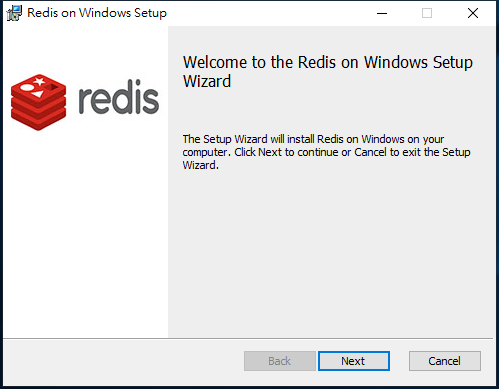 Redis on Windows Setup
redis
Welcome to the Redis on Windows Setup
Wizard
The Setup Wizard will install Redis on Windows on your
computer. Click Next to continue or Cancel to exit the Setup
Wizard.
Back
Next
Cancel